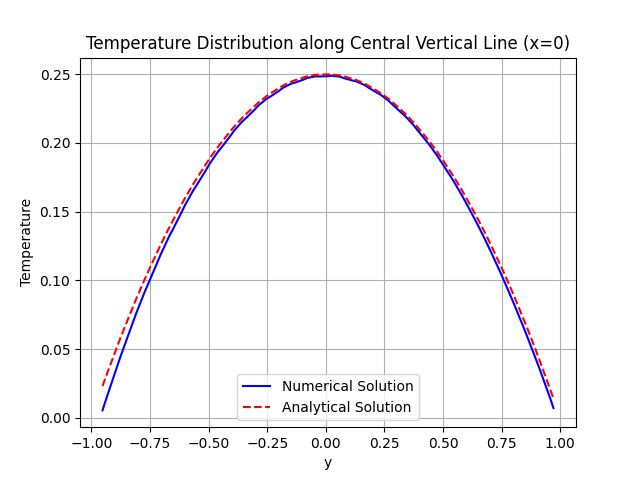 Temperature Distribution along Central Vertical Line (x=0)
0.25
0.20
0.15
0.10
0.05
0.00
Temperature
Numerical Solution
Analytical Solution
−1.00 −0.75 −0.50 −0.25 0.00 0.25 0.50 0.75 1.00
y